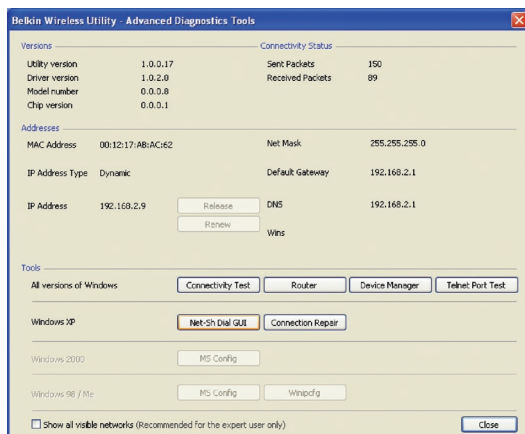 Belkin Wireless Utility - Advanced Diagnostics Tools
Versions
Connectivity Status
Utility version 1.0.0.17 Sent Packets 150
Driver version 1.0.2.0 Received Packets 89
Model number 0.0.0.8
Chip version 0.0.0.1
Addresses
MAC Address 00:12:17:AB:AC:62 Net Mask 255.255.255.0
IP Address Type Dynamic Default Gateway 192.168.2.1
IP Address 192.168.2.9 Release DNS 192.168.2.1
Renew
Wins
Tools
All versions of Windows Connectivity Test Router Device Manager Telnet Port Test
Windows XP Net-Sh Dial GUI Connection Repair
Windows 2000 MS Config
Windows 98 / Me MS Config Winipcfg
Show all visible networks (Recommended for the expert user only) Close